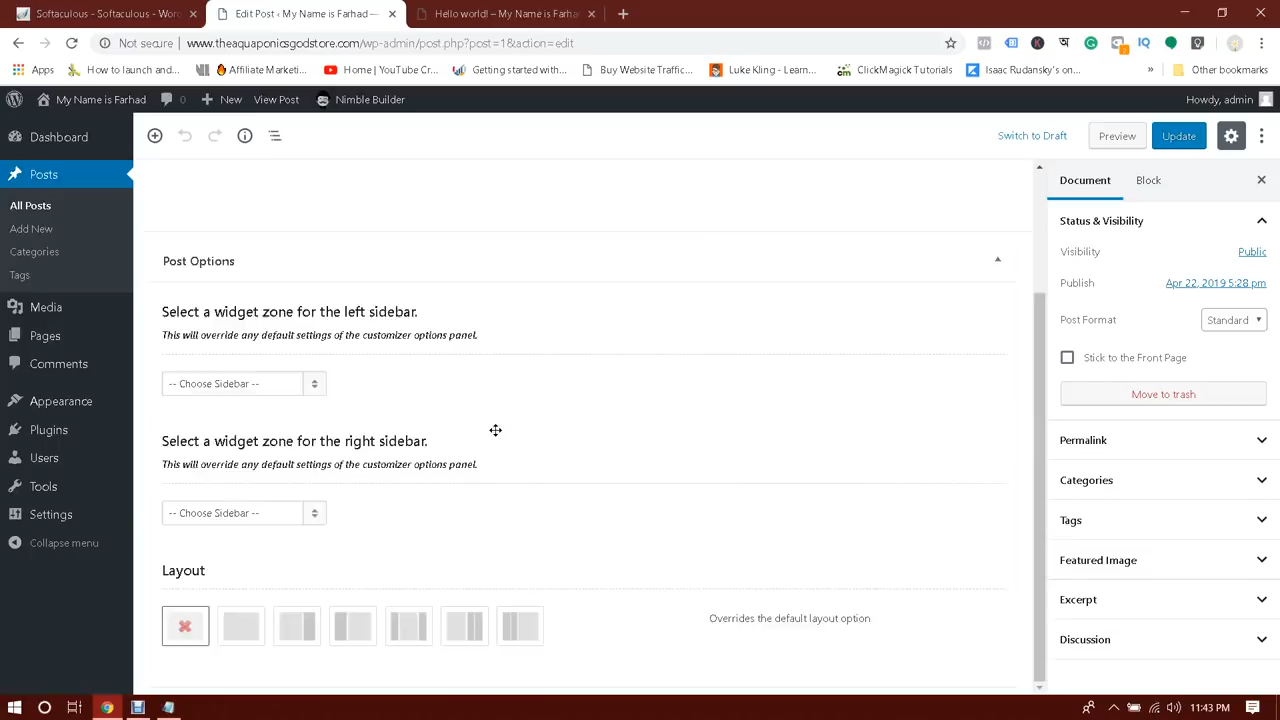 Softaculous - Softaculous - Wor
Edit Post ‹ My Name is Farhad —
Hello world! – My Name is Farha
Not secure www.theaquaponicsgodstore.com/wp-admin/post.php?post=1&action=edit
Apps How to launch and... Affiliate Marketi... Home | YouTube Cr... Getting started with... Buy Website Traffic... Luke Kling - Learn... ClickMagick Tutorials Isaac Rudansky's on... » Other bookmarks
My Name is Farhad 0 New View Post Nimble Builder Howdy, admin
Dashboard
Posts
All Posts
Add New
Categories
Tags
Media
Pages
Comments
Appearance
Plugins
Users
Tools
Settings
Collapse menu
Switch to Draft Preview Update
Post Options
Select a widget zone for the left sidebar.
This will override any default settings of the customizer options panel.
-- Choose Sidebar --
Select a widget zone for the right sidebar.
This will override any default settings of the customizer options panel.
-- Choose Sidebar --
Layout
Overrides the default layout option
Document Block
Status & Visibility
Visibility Public
Publish Apr 22, 2019 5:28 pm
Post Format Standard
Stick to the Front Page
Move to trash
Permalink
Categories
Tags
Featured Image
Excerpt
Discussion
11:43 PM